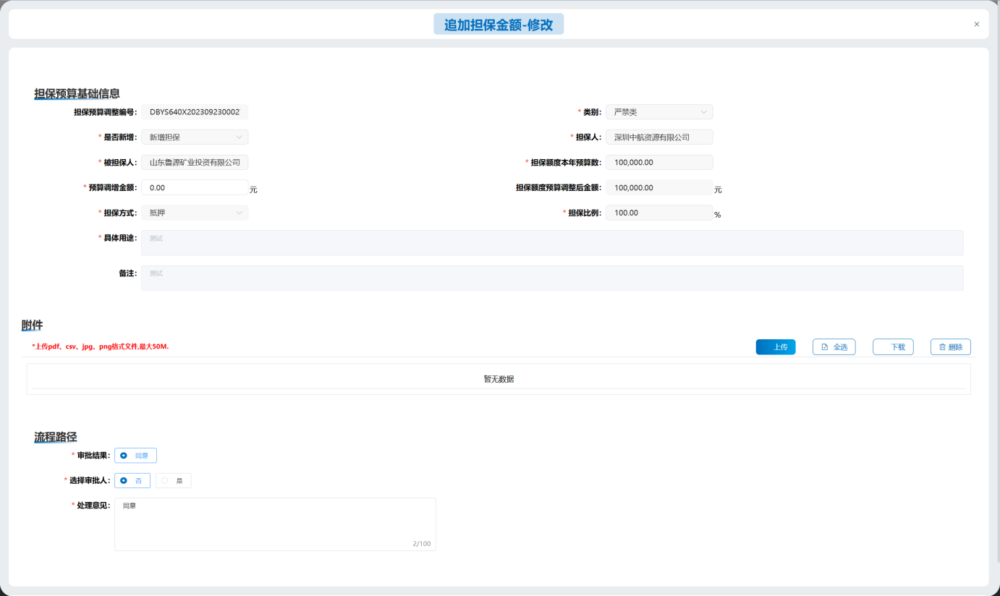 追加担保金额-修改
×
担保预算基础信息
担保预算调整编号: DBYS640X202309230002
* 类别: 严禁类
* 是否新增: 新增担保
* 担保人: 深圳中航资源有限公司
* 被担保人: 山东鲁源矿业投资有限公司
* 担保额度本年预算数: 100,000.00
* 预算调增金额: 0.00 元
担保额度预算调整后金额: 100,000.00 元
* 担保方式: 抵押
* 担保比例: 100.00 %
* 具体用途: 测试
备注: 测试
附件
*上传pdf、csv、jpg、png格式文件,最大50M.
上传 全选 下载 删除
暂无数据
流程路径
* 审批结果: 同意
* 选择审批人: 否 是
* 处理意见: 同意
2/100